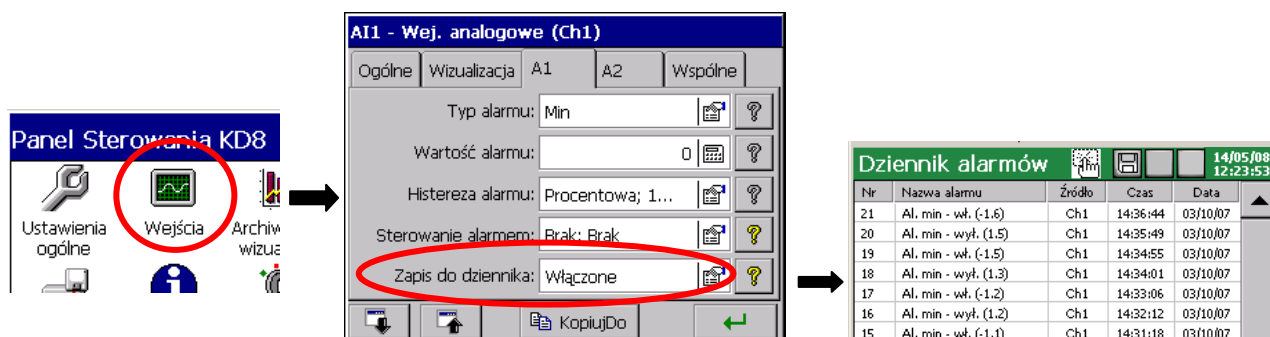 Panel Sterowania KD8
Ustawienia ogólne
Wejścia
AI1 - Wej. analogowe (Ch1)
Ogólne Wizualizacja A1 A2 Wspólne
Typ alarmu: Min
Wartość alarmu: 0
Histereza alarmu: Procentowa; 1...
Sterowanie alarmem: Brak; Brak
Zapis do dziennika: Włączone
KopiujDo
Dziennik alarmów 14/05/08
12:23:53
Nr Nazwa alarmu Źródło Czas Data
21 Al. min - wł. (-1.6) Ch1 14:36:44 03/10/07
20 Al. min - wył. (1.5) Ch1 14:35:49 03/10/07
19 Al. min - wł. (-1.5) Ch1 14:34:55 03/10/07
18 Al. min - wył. (1.3) Ch1 14:34:01 03/10/07
17 Al. min - wł. (-1.2) Ch1 14:33:06 03/10/07
16 Al. min - wył. (1.2) Ch1 14:32:12 03/10/07
15 Al. min - wł. (-1.1) Ch1 14:31:18 03/10/07